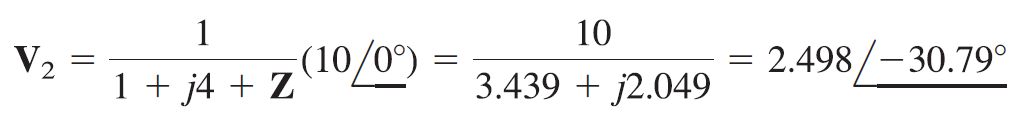 V₂ = 1 / (1 + j4 + Z) (10∠0°) = 10 / (3.439 + j2.049) = 2.498∠−30.79°